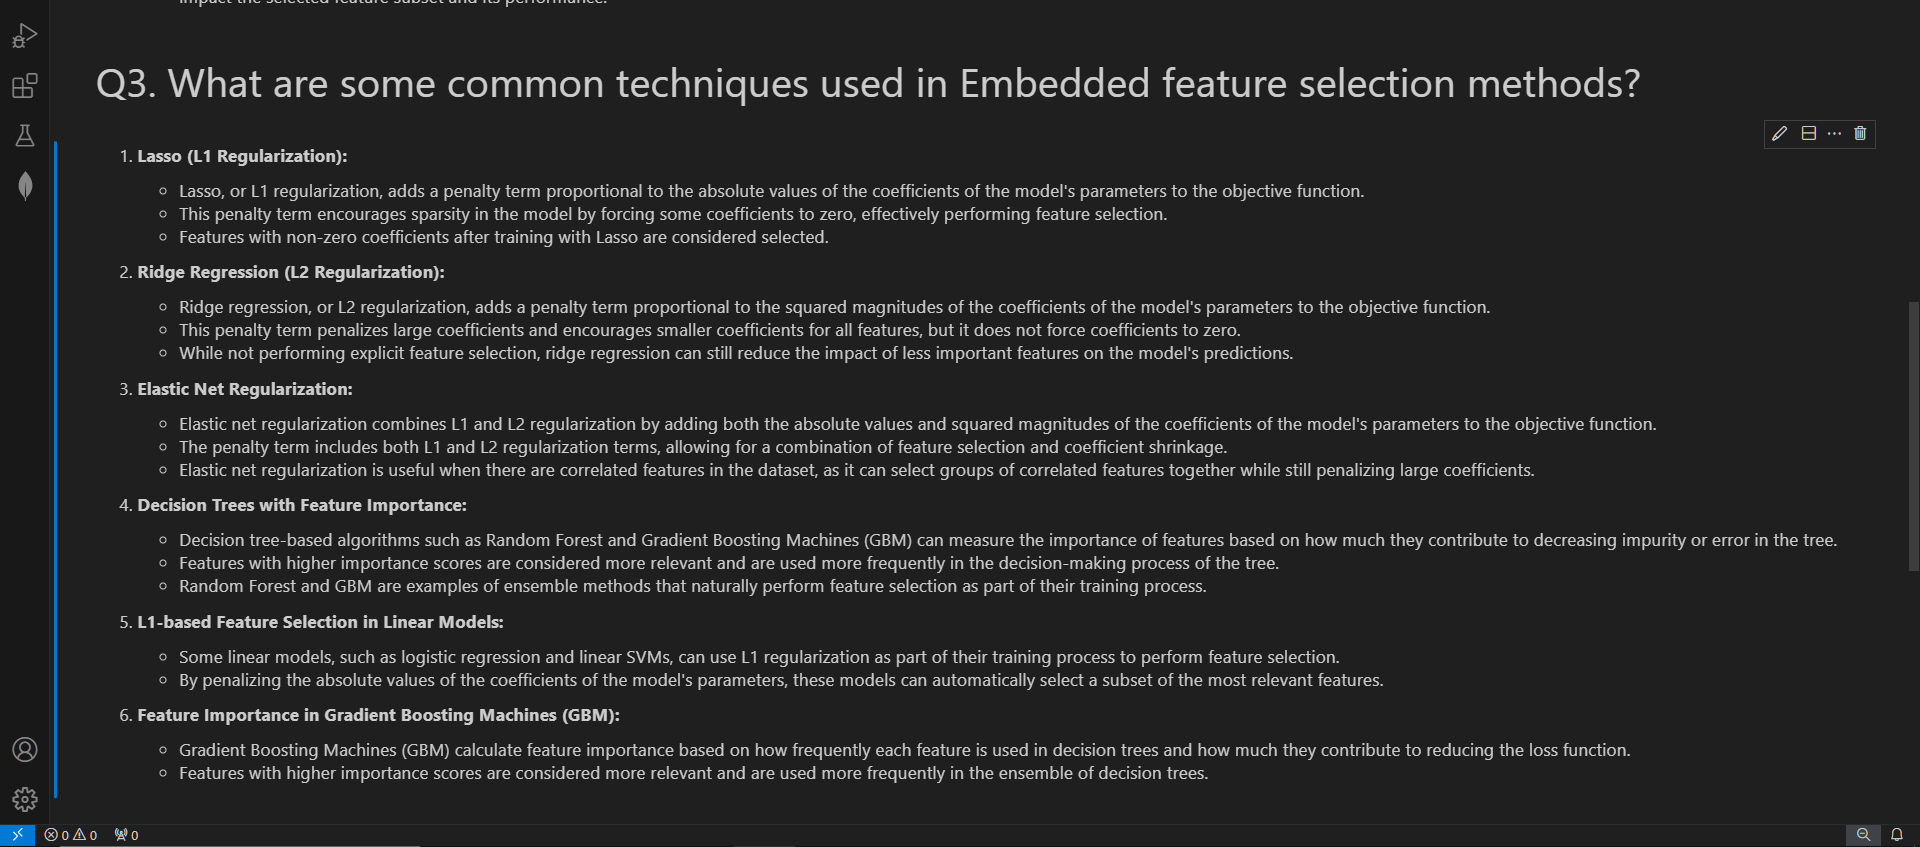 impact the selected feature subset and its performance.
Q3. What are some common techniques used in Embedded feature selection methods?
1. Lasso (L1 Regularization):
Lasso, or L1 regularization, adds a penalty term proportional to the absolute values of the coefficients of the model's parameters to the objective function.
This penalty term encourages sparsity in the model by forcing some coefficients to zero, effectively performing feature selection.
Features with non-zero coefficients after training with Lasso are considered selected.
2. Ridge Regression (L2 Regularization):
Ridge regression, or L2 regularization, adds a penalty term proportional to the squared magnitudes of the coefficients of the model's parameters to the objective function.
This penalty term penalizes large coefficients and encourages smaller coefficients for all features, but it does not force coefficients to zero.
While not performing explicit feature selection, ridge regression can still reduce the impact of less important features on the model's predictions.
3. Elastic Net Regularization:
Elastic net regularization combines L1 and L2 regularization by adding both the absolute values and squared magnitudes of the coefficients of the model's parameters to the objective function.
The penalty term includes both L1 and L2 regularization terms, allowing for a combination of feature selection and coefficient shrinkage.
Elastic net regularization is useful when there are correlated features in the dataset, as it can select groups of correlated features together while still penalizing large coefficients.
4. Decision Trees with Feature Importance:
Decision tree-based algorithms such as Random Forest and Gradient Boosting Machines (GBM) can measure the importance of features based on how much they contribute to decreasing impurity or error in the tree.
Features with higher importance scores are considered more relevant and are used more frequently in the decision-making process of the tree.
Random Forest and GBM are examples of ensemble methods that naturally perform feature selection as part of their training process.
5. L1-based Feature Selection in Linear Models:
Some linear models, such as logistic regression and linear SVMs, can use L1 regularization as part of their training process to perform feature selection.
By penalizing the absolute values of the coefficients of the model's parameters, these models can automatically select a subset of the most relevant features.
6. Feature Importance in Gradient Boosting Machines (GBM):
Gradient Boosting Machines (GBM) calculate feature importance based on how frequently each feature is used in decision trees and how much they contribute to reducing the loss function.
Features with higher importance scores are considered more relevant and are used more frequently in the ensemble of decision trees.
0 0 0